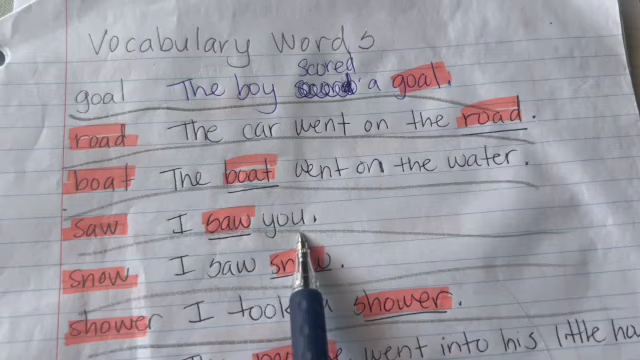 Vocabulary Words
scored
goal The boy a goal.
road The car went on the road.
boat The boat went on the water.
saw I saw you.
snow I saw snow.
shower I took a shower.
went into his little